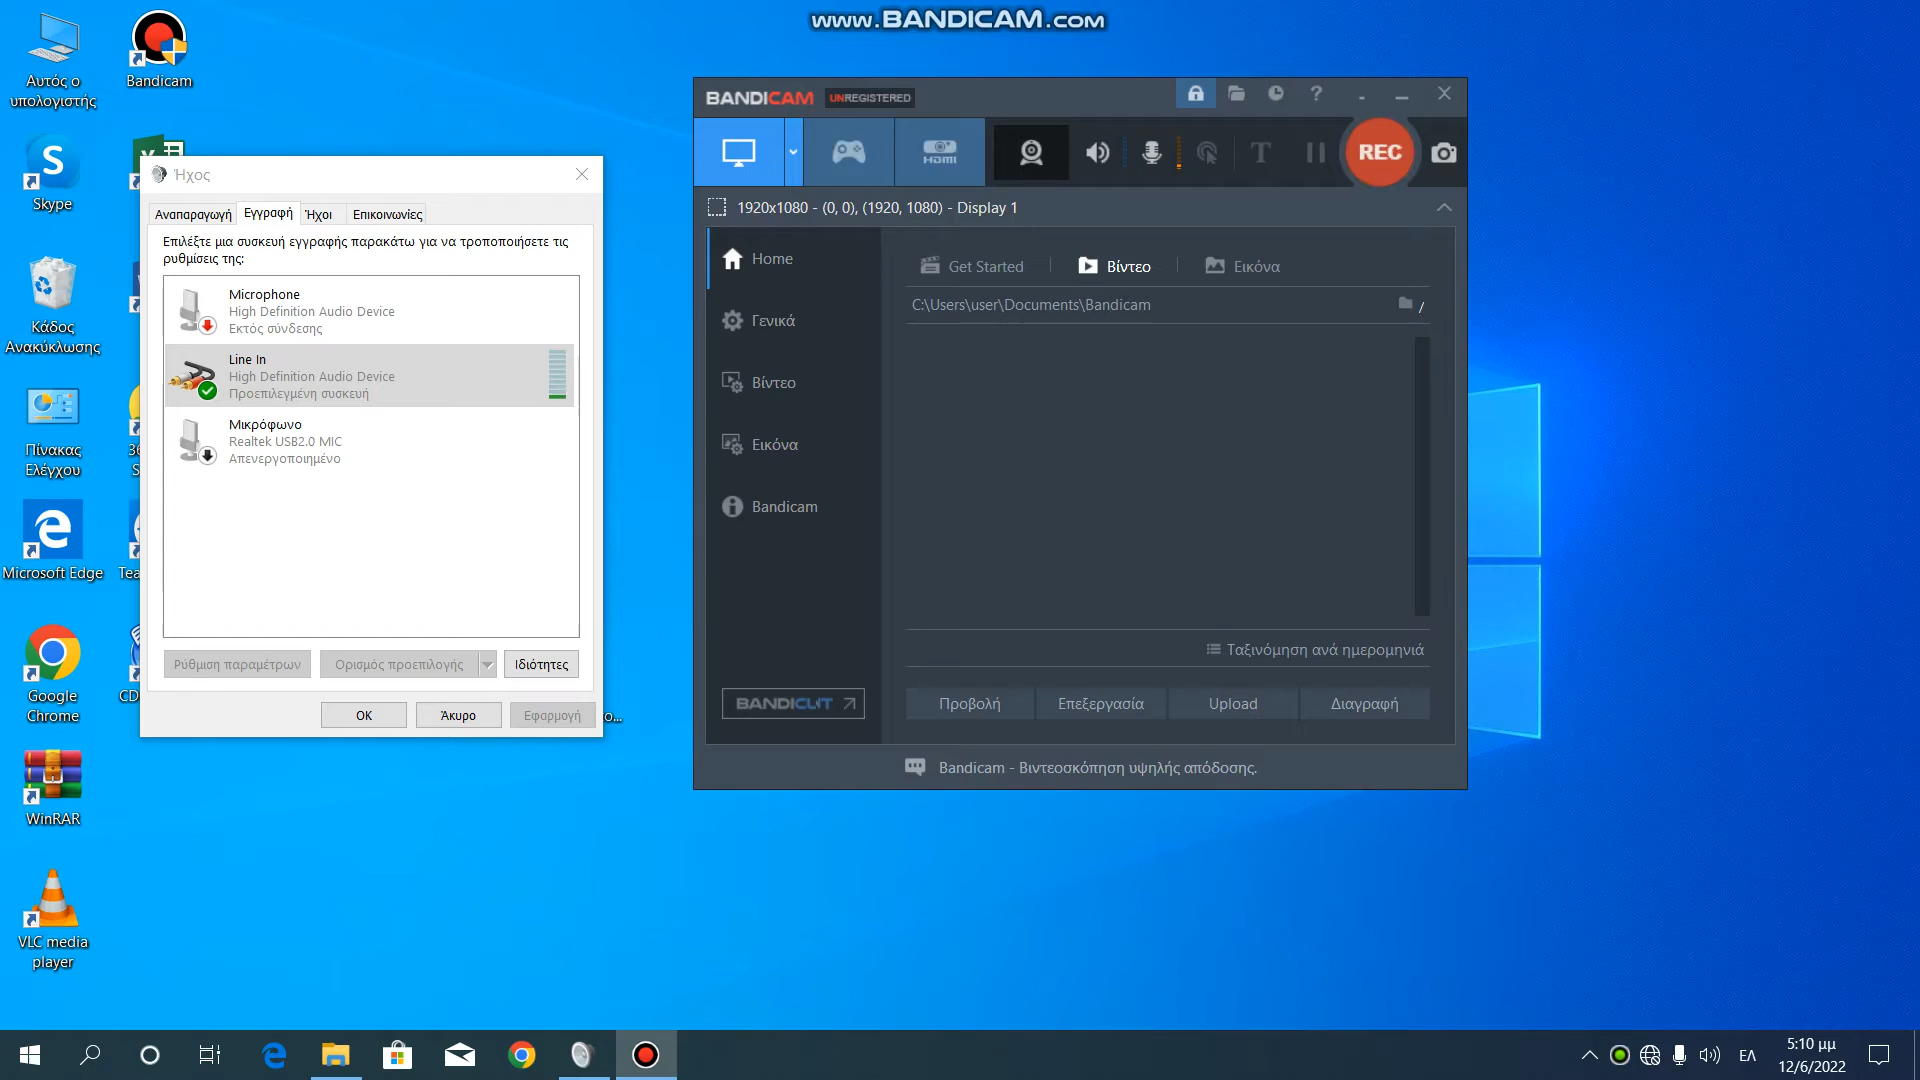 www.BANDICAM.com
Αυτός ο
υπολογιστής
Bandicam
Skype
Κάδος
Ανακύκλωσης
Πίνακας
Ελέγχου
Microsoft Edge
Google
Chrome
WinRAR
VLC media
player
Ήχος
Αναπαραγωγή
Εγγραφή
Ήχοι
Επικοινωνίες
Επιλέξτε μια συσκευή εγγραφής παρακάτω για να τροποποιήσετε τις
ρυθμίσεις της:
Microphone
High Definition Audio Device
Εκτός σύνδεσης
Line In
High Definition Audio Device
Προεπιλεγμένη συσκευή
Μικρόφωνο
Realtek USB2.0 MIC
Απενεργοποιημένο
Ρύθμιση παραμέτρων
Ορισμός προεπιλογής
Ιδιότητες
OK
Άκυρο
Εφαρμογή
BANDICAM UNREGISTERED
HDMI
REC
1920x1080 - (0, 0), (1920, 1080) - Display 1
Home
Γενικά
Βίντεο
Εικόνα
Bandicam
BANDICUT
Get Started
Βίντεο
Εικόνα
C:\Users\user\Documents\Bandicam
Ταξινόμηση ανά ημερομηνιά
Προβολή
Επεξεργασία
Upload
Διαγραφή
Bandicam - Βιντεοσκόπηση υψηλής απόδοσης.
ΕΛ
5:10 μμ
12/6/2022